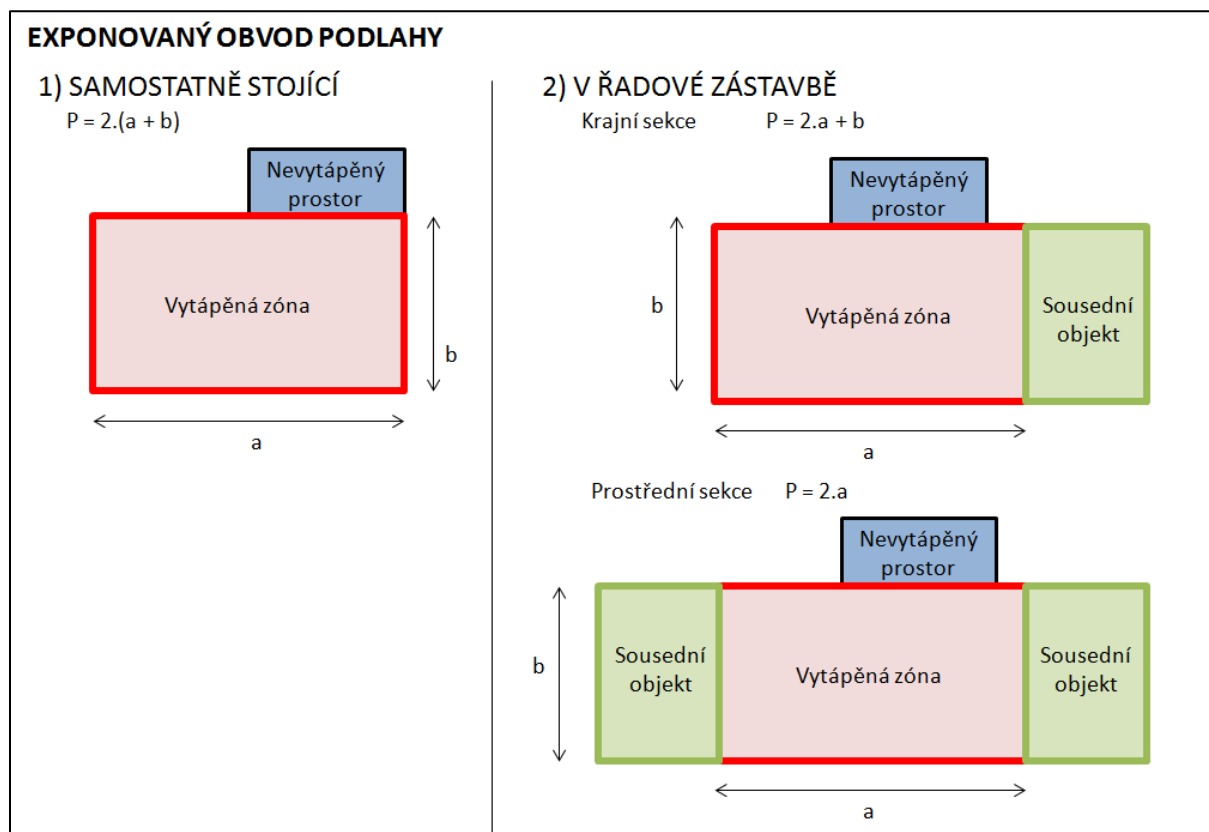 EXPONOVANÝ OBVOD PODLAHY
1) SAMOSTATNĚ STOJÍCÍ
P = 2.(a + b)
Nevytápěný
prostor
Vytápěná zóna
b
a
2) V ŘADOVÉ ZÁSTAVBĚ
Krajní sekce P = 2.a + b
Nevytápěný
prostor
b
Vytápěná zóna
Sousední
objekt
a
Prostřední sekce P = 2.a
Nevytápěný
prostor
b
Sousední
objekt
Vytápěná zóna
Sousední
objekt
a